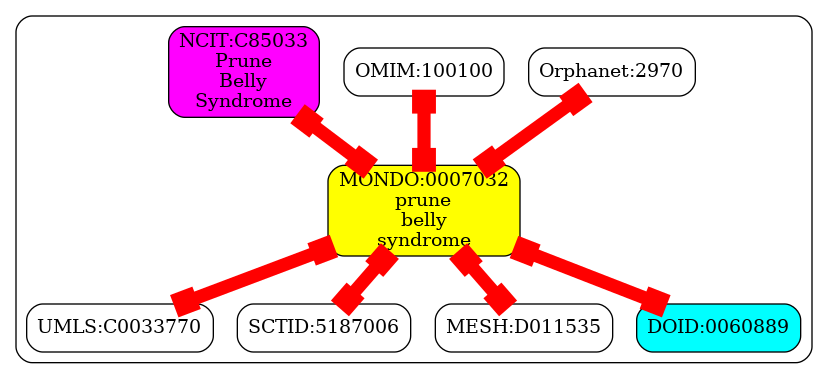 NCIT:C85033
Prune
Belly
Syndrome
OMIM:100100
Orphanet:2970
MONDO:0007032
prune
belly
syndrome
UMLS:C0033770
SCTID:5187006
MESH:D011535
DOID:0060889